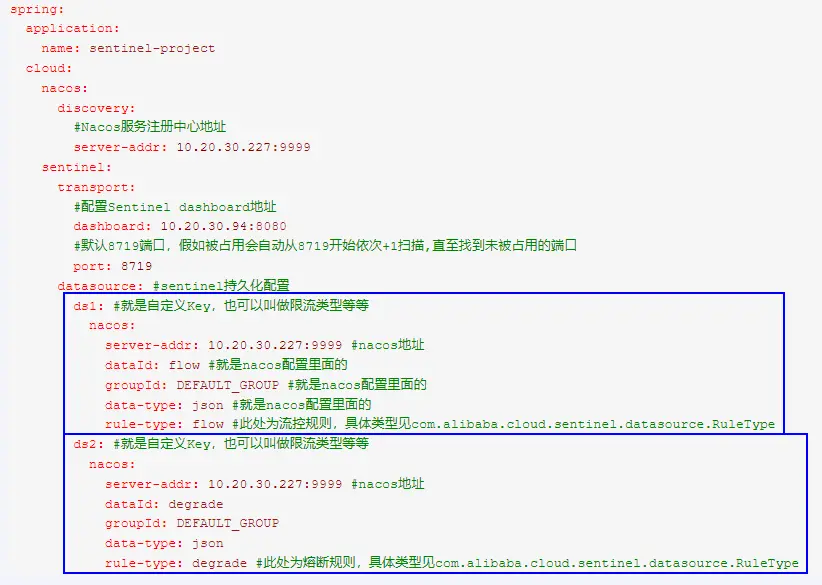 spring:
  application:
    name: sentinel-project
  cloud:
    nacos:
      discovery:
        #Nacos服务注册中心地址
        server-addr: 10.20.30.227:9999
    sentinel:
      transport:
        #配置Sentinel dashboard地址
        dashboard: 10.20.30.94:8080
        #默认8719端口，假如被占用会自动从8719开始依次+1扫描,直至找到未被占用的端口
        port: 8719
      datasource: #sentinel持久化配置
        ds1: #就是自定义Key，也可以叫做限流类型等等
          nacos:
            server-addr: 10.20.30.227:9999 #nacos地址
            dataId: flow #就是nacos配置里面的
            groupId: DEFAULT_GROUP #就是nacos配置里面的
            data-type: json #就是nacos配置里面的
            rule-type: flow #此处为流控规则，具体类型见com.alibaba.cloud.sentinel.datasource.RuleType
        ds2: #就是自定义Key，也可以叫做限流类型等等
          nacos:
            server-addr: 10.20.30.227:9999 #nacos地址
            dataId: degrade
            groupId: DEFAULT_GROUP
            data-type: json
            rule-type: degrade #此处为熔断规则，具体类型见com.alibaba.cloud.sentinel.datasource.RuleType